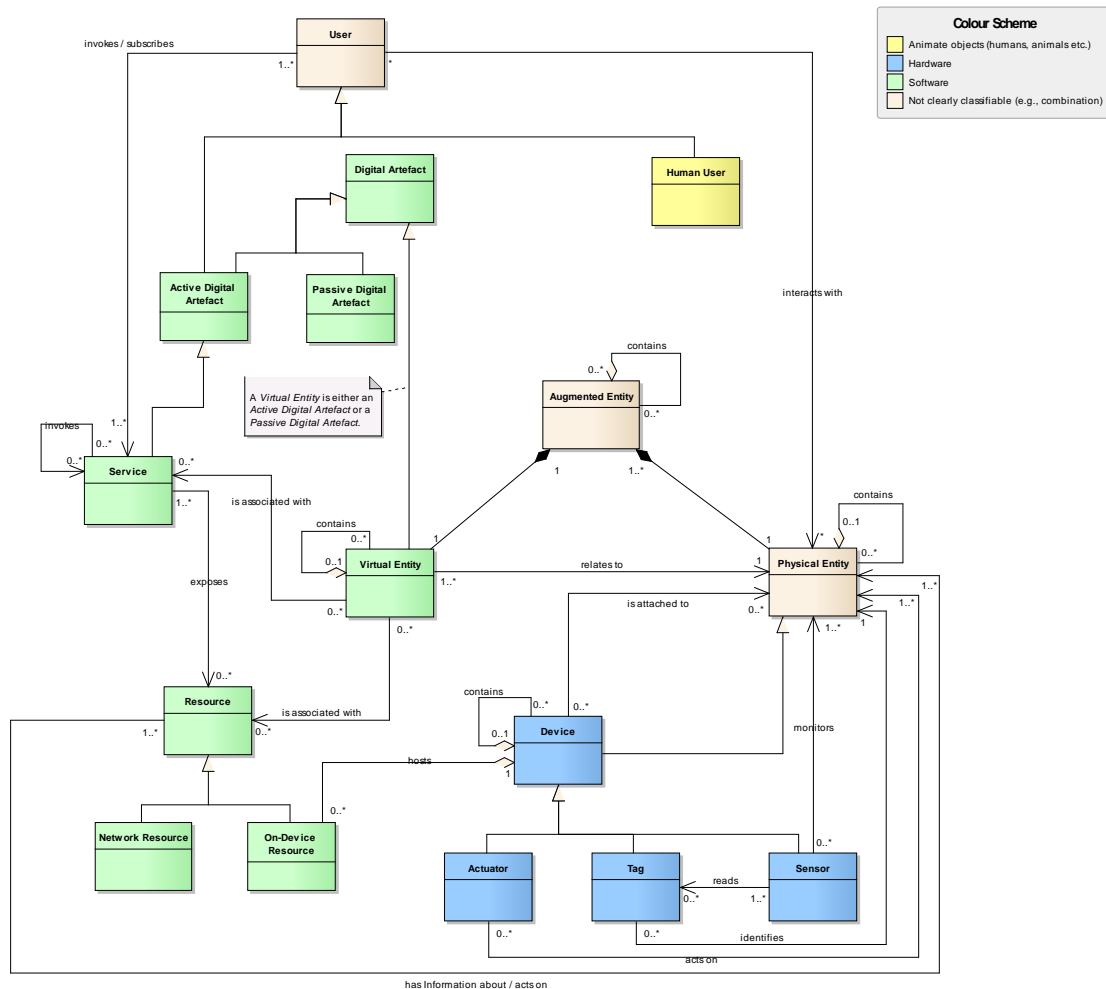 Colour Scheme
Animate objects (humans, animals etc.)
Hardware
Software
Not clearly classifiable (e.g., combination)
User
invokes / subscribes
1..*
*
Digital Artefact
Human User
Active Digital
Artefact
Passive Digital
Artefact
interacts with
contains
0..*
Augmented Entity
0..*
A Virtual Entity is either an
Active Digital Artefact or a
Passive Digital Artefact.
1..*
invokes
0..*
0..*
0..*
Service
1
1..*
1..*
is associated with
contains
0..1
contains
0..*
0..1
Virtual Entity
1
1..*
0..*
relates to
1
1
*
0..*
Physical Entity
exposes
is attached to
0..*
1..*
1..*
1..*
1
0..*
0..*
Resource
1..*
0..*
is associated with
contains
0..*
0..*
0..1
Device
monitors
hosts
1
0..*
Network Resource
On-Device
Resource
0..*
Actuator
Tag
Sensor
reads
0..*
1..*
0..*
0..*
identifies
acts on
has Information about / acts on